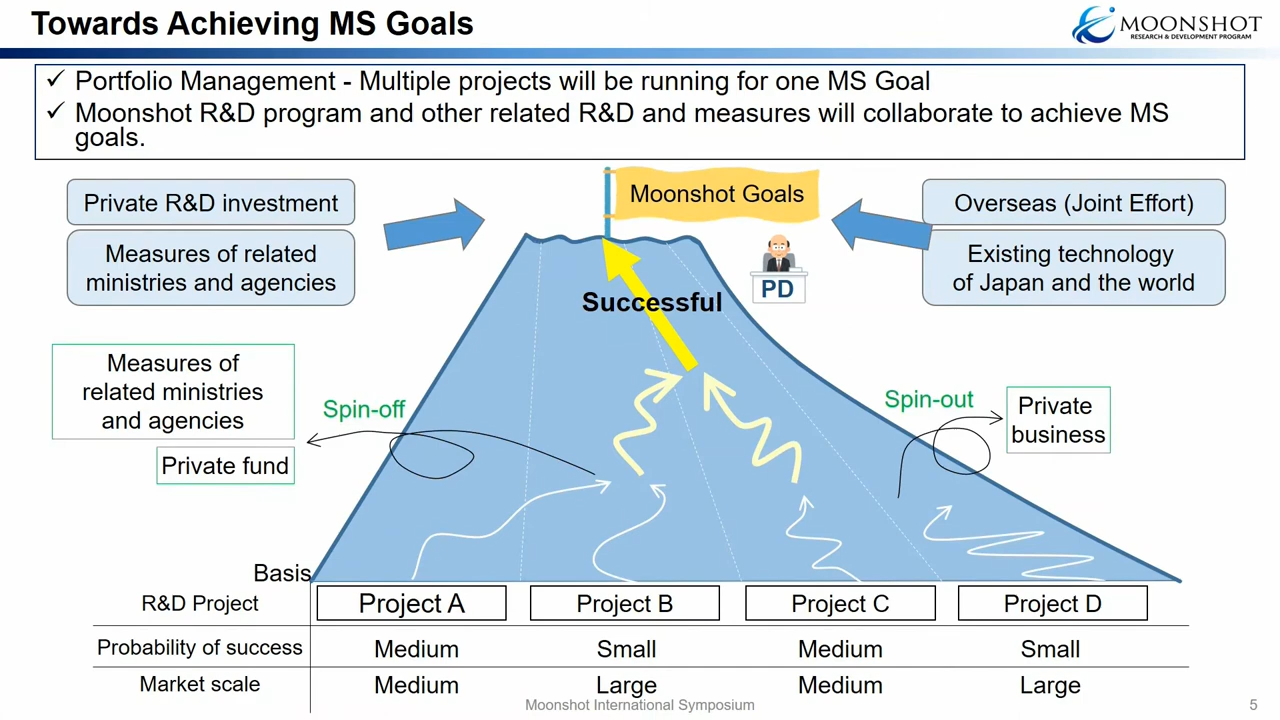 Towards Achieving MS Goals
MOONSHOT
RESEARCH & DEVELOPMENT PROGRAM
✓ Portfolio Management - Multiple projects will be running for one MS Goal
✓ Moonshot R&D program and other related R&D and measures will collaborate to achieve MS
goals.
Private R&D investment
Measures of related
ministries and agencies
Moonshot Goals
Overseas (Joint Effort)
Existing technology
of Japan and the world
PD
Successful
Measures of
related ministries
and agencies
Private fund
Spin-off
Spin-out
Private
business
Basis
R&D Project
Project A
Project B
Project C
Project D
Probability of success
Medium
Small
Medium
Small
Market scale
Medium
Large
Medium
Large
Moonshot International Symposium
5